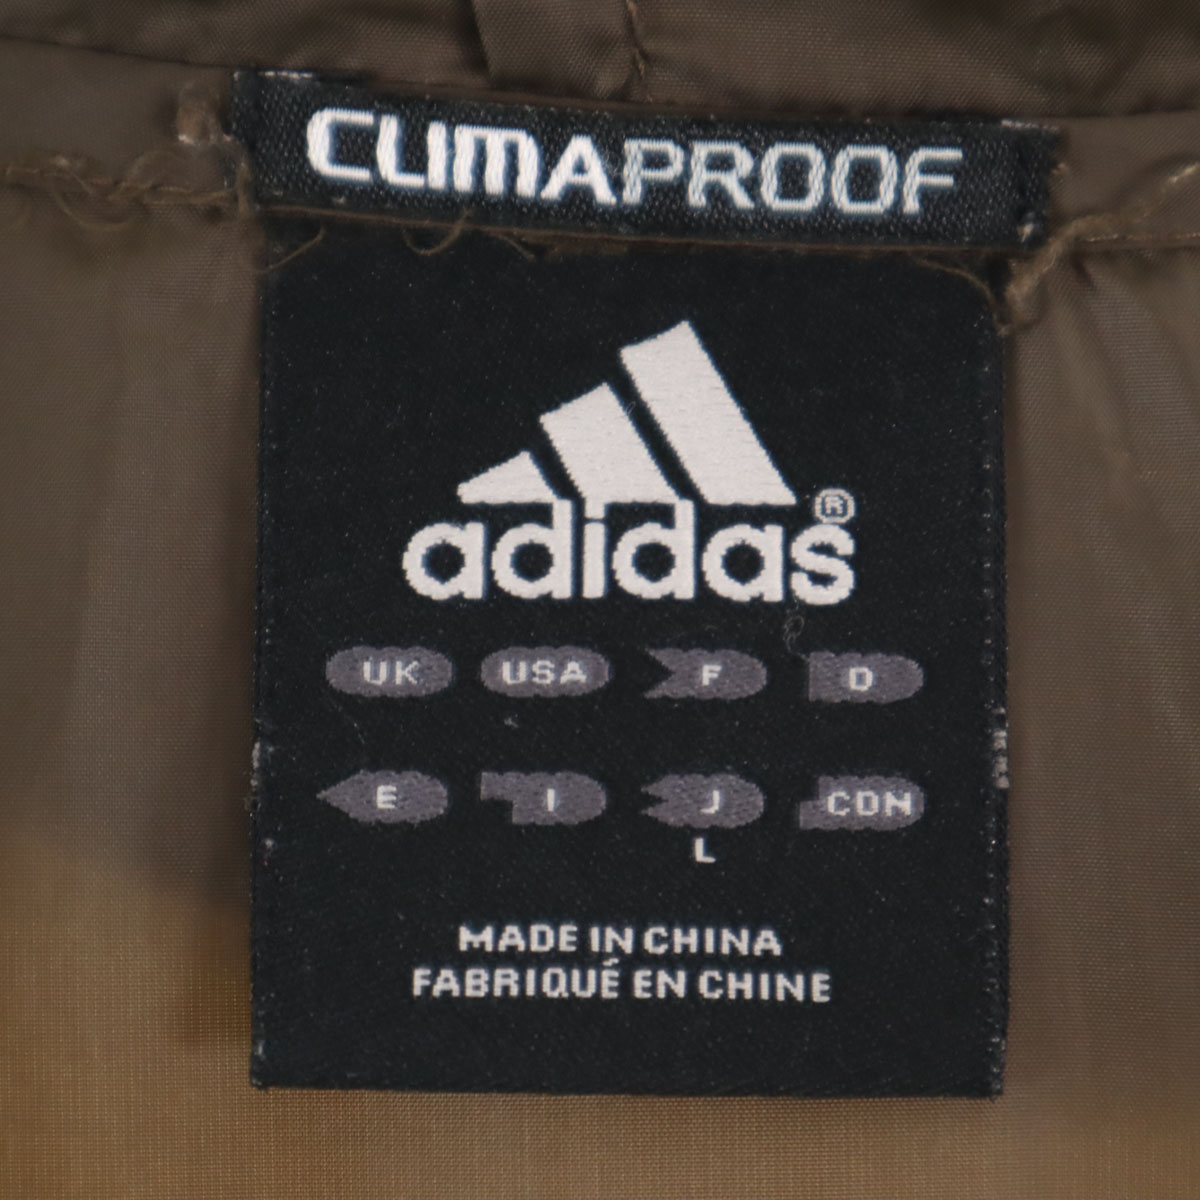 CLIMAPROOF
adidas®
UK USA F D
E I J CDN
L
MADE IN CHINA
FABRIQUÉ EN CHINE